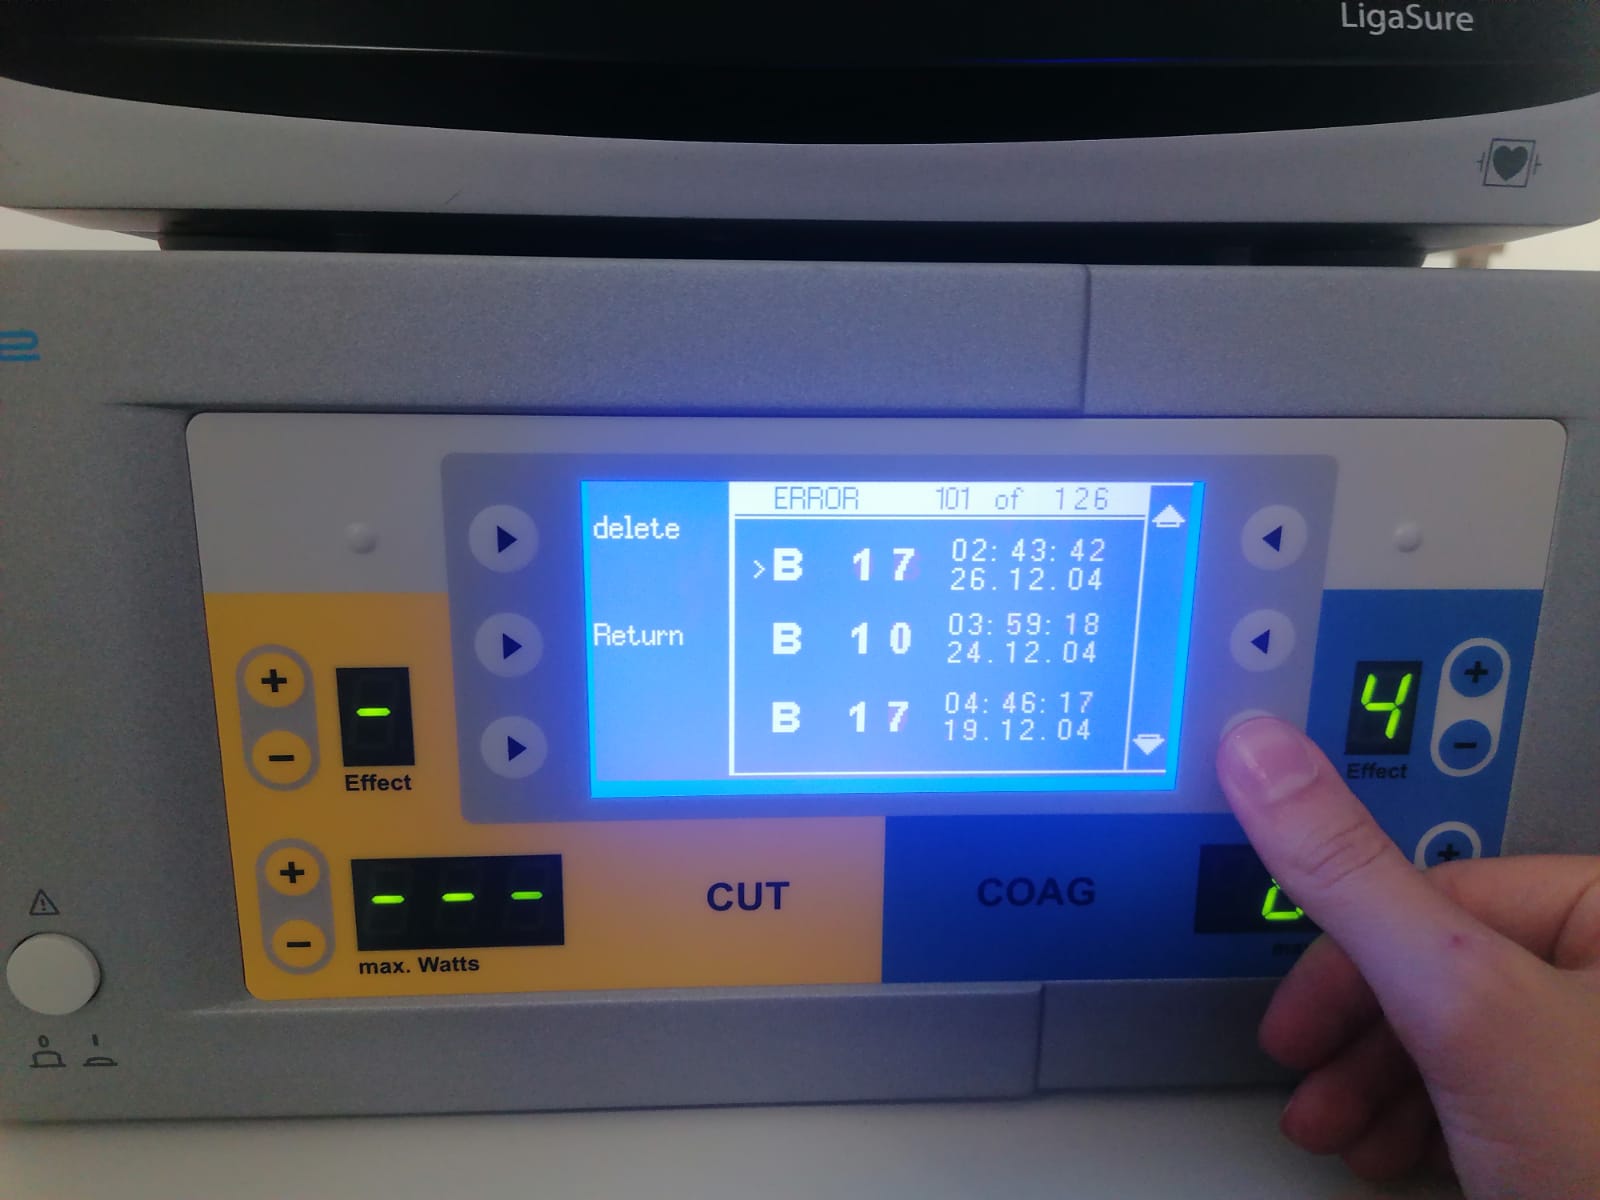 LigaSure
ERROR 101 of 126
delete
>B 17 02:43:42
26.12.04
Return
B 10 03:59:18
24.12.04
B 17 04:46:17
19.12.04
+
-
Effect
4
+
-
Effect
+
-
- - -
max. Watts
CUT
COAG
+